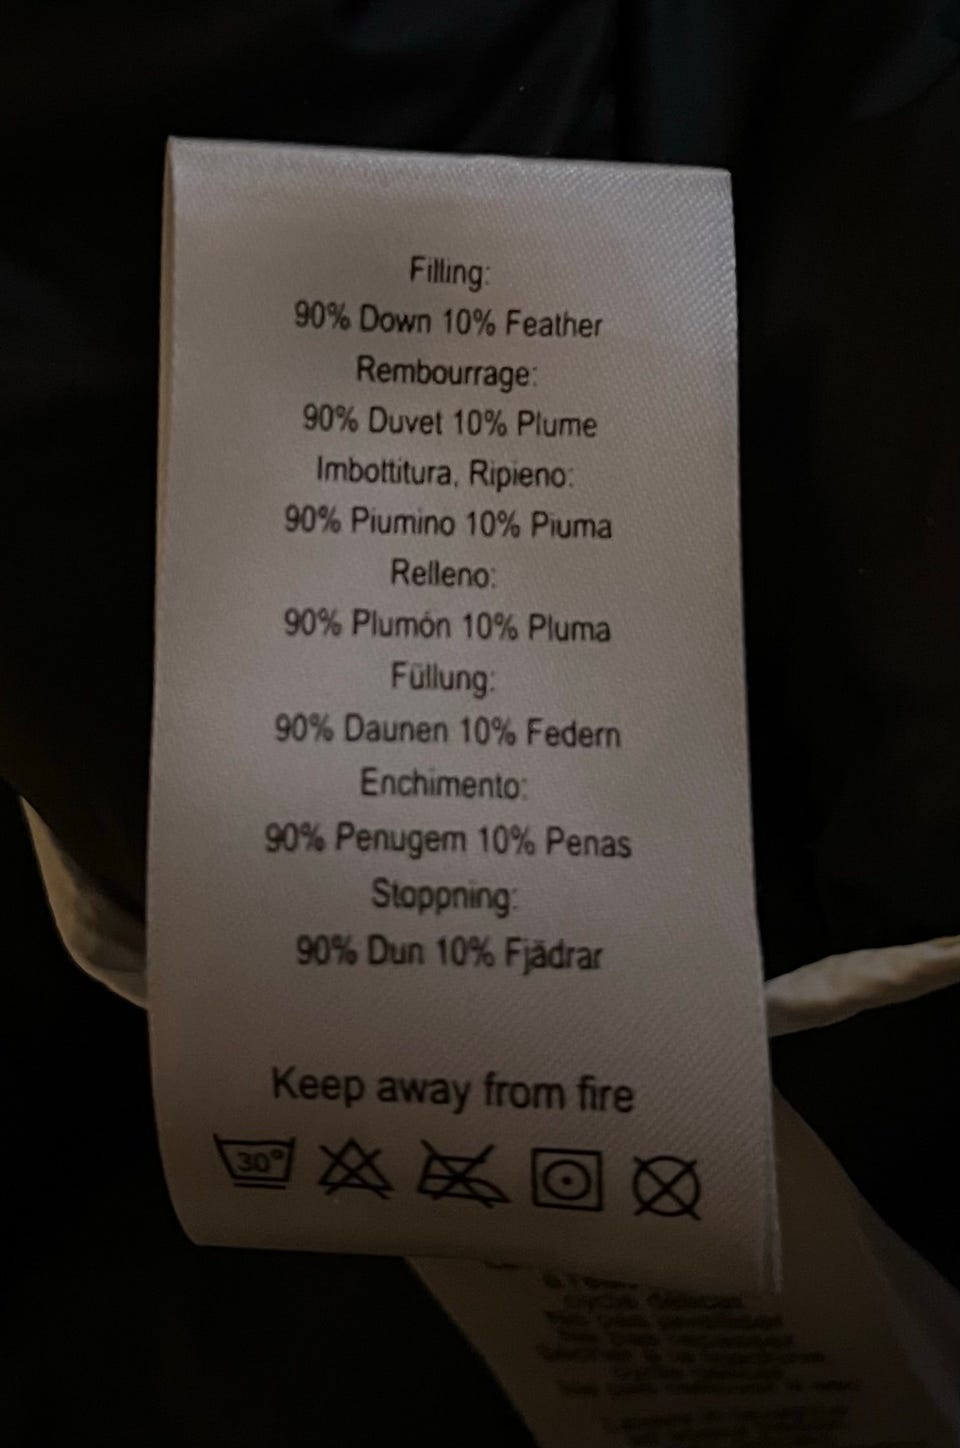 Filling:
90% Down 10% Feather
Rembourrage:
90% Duvet 10% Plume
Imbottitura, Ripieno:
90% Piumino 10% Piuma
Relleno:
90% Plumón 10% Pluma
Füllung:
90% Daunen 10% Federn
Enchimento:
90% Penugem 10% Penas
Stoppning:
90% Dun 10% Fjädrar
Keep away from fire
30°